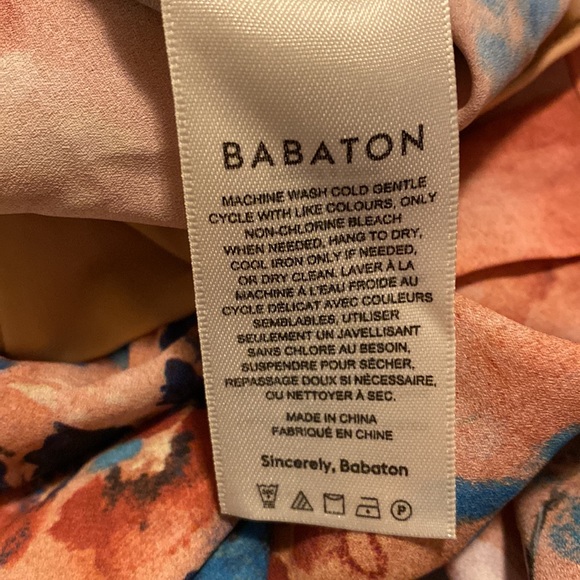 BABATON
MACHINE WASH COLD GENTLE
CYCLE WITH LIKE COLOURS, ONLY
NON-CHLORINE BLEACH
WHEN NEEDED, HANG TO DRY,
COOL IRON ONLY IF NEEDED,
OR DRY CLEAN. LAVER À LA
MACHINE À L'EAU FROIDE AU
CYCLE DÉLICAT AVEC COULEURS
SEMBLABLES, UTILISER
SEULEMENT UN JAVELLISANT
SANS CHLORE AU BESOIN,
SUSPENDRE POUR SÉCHER,
REPASSAGE DOUX SI NÉCESSAIRE,
OU NETTOYER À SEC.
MADE IN CHINA
FABRIQUÉ EN CHINE
Sincerely, Babaton
P